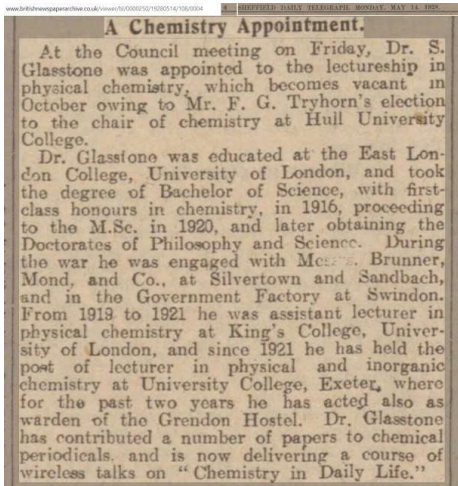 www.britishnewspaperarchive.co.uk/viewer/bl/0000250/19280514/108/0004
6 SHEFFIELD DAILY TELEGRAPH, MONDAY, MAY 14, 1928.
A Chemistry Appointment.
At the Council meeting on Friday, Dr. S.
Glasstone was appointed to the lectureship in
physical chemistry, which becomes vacant in
October owing to Mr. F. G. Tryhorn's election
to the chair of chemistry at Hull University
College.
Dr. Glasstone was educated at the East Lon-
don College, University of London, and took
the degree of Bachelor of Science, with first-
class honours in chemistry, in 1916, proceeding
to the M.Sc. in 1920, and later obtaining the
Doctorates of Philosophy and Science. During
the war he was engaged with Brunner,
Mond, and Co., at Silvertown and Sandbach,
and in the Government Factory at Swindon.
From 1919 to 1921 he was assistant lecturer in
physical chemistry at King's College, Univer-
sity of London, and since 1921 he has held the
post of lecturer in physical and inorganic
chemistry at University College, Exeter, where
for the past two years he has acted also as
warden of the Grendon Hostel. Dr. Glasstone
has contributed a number of papers to chemical
periodicals, and is now delivering a course of
wireless talks on "Chemistry in Daily Life."